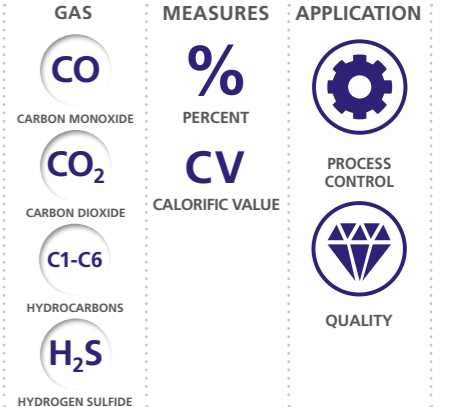 GAS
CO
CARBON MONOXIDE
CO₂
CARBON DIOXIDE
C1-C6
HYDROCARBONS
H₂S
HYDROGEN SULFIDE
MEASURES
%
PERCENT
CV
CALORIFIC VALUE
APPLICATION
PROCESS
CONTROL
QUALITY